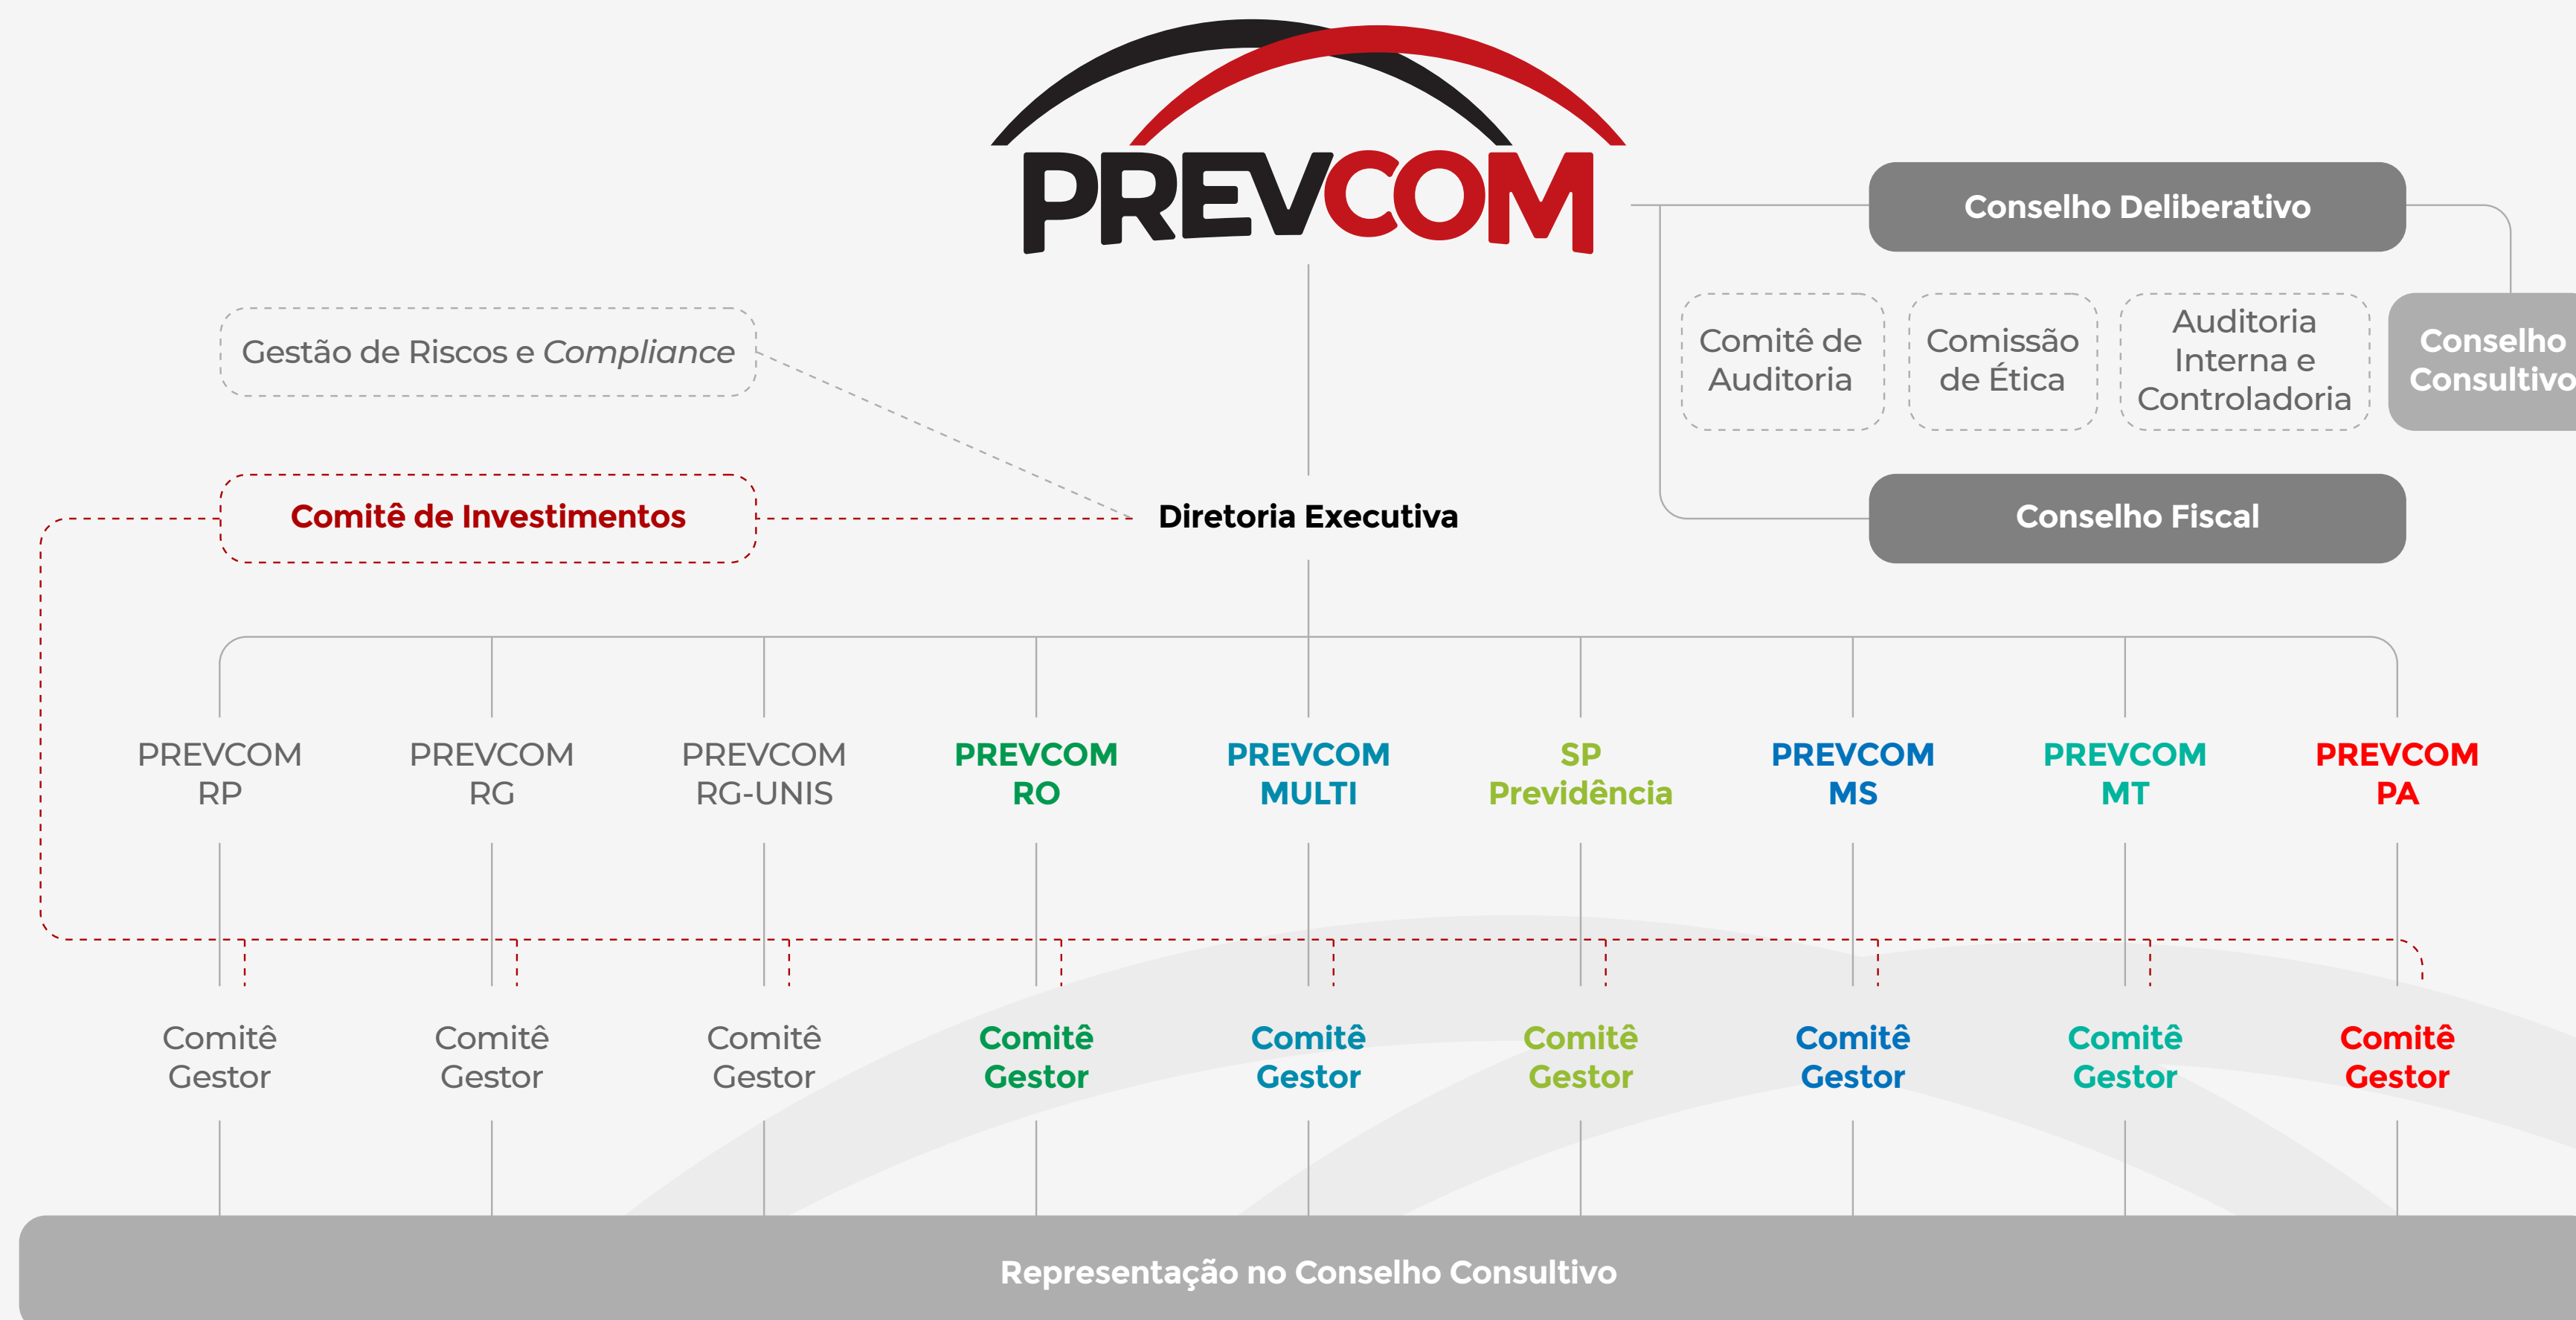 PREVCOM
Conselho Deliberativo
Gestão de Riscos e Compliance
Comitê de
Auditoria
Comissão
de Ética
Auditoria
Interna e
Controladoria
Conselho
Consultivo
Comitê de Investimentos
Diretoria Executiva
Conselho Fiscal
PREVCOM
RP
PREVCOM
RG
PREVCOM
RG-UNIS
PREVCOM
RO
PREVCOM
MULTI
SP
Previdência
PREVCOM
MS
PREVCOM
MT
PREVCOM
PA
Comitê
Gestor
Comitê
Gestor
Comitê
Gestor
Comitê
Gestor
Comitê
Gestor
Comitê
Gestor
Comitê
Gestor
Comitê
Gestor
Comitê
Gestor
Representação no Conselho Consultivo